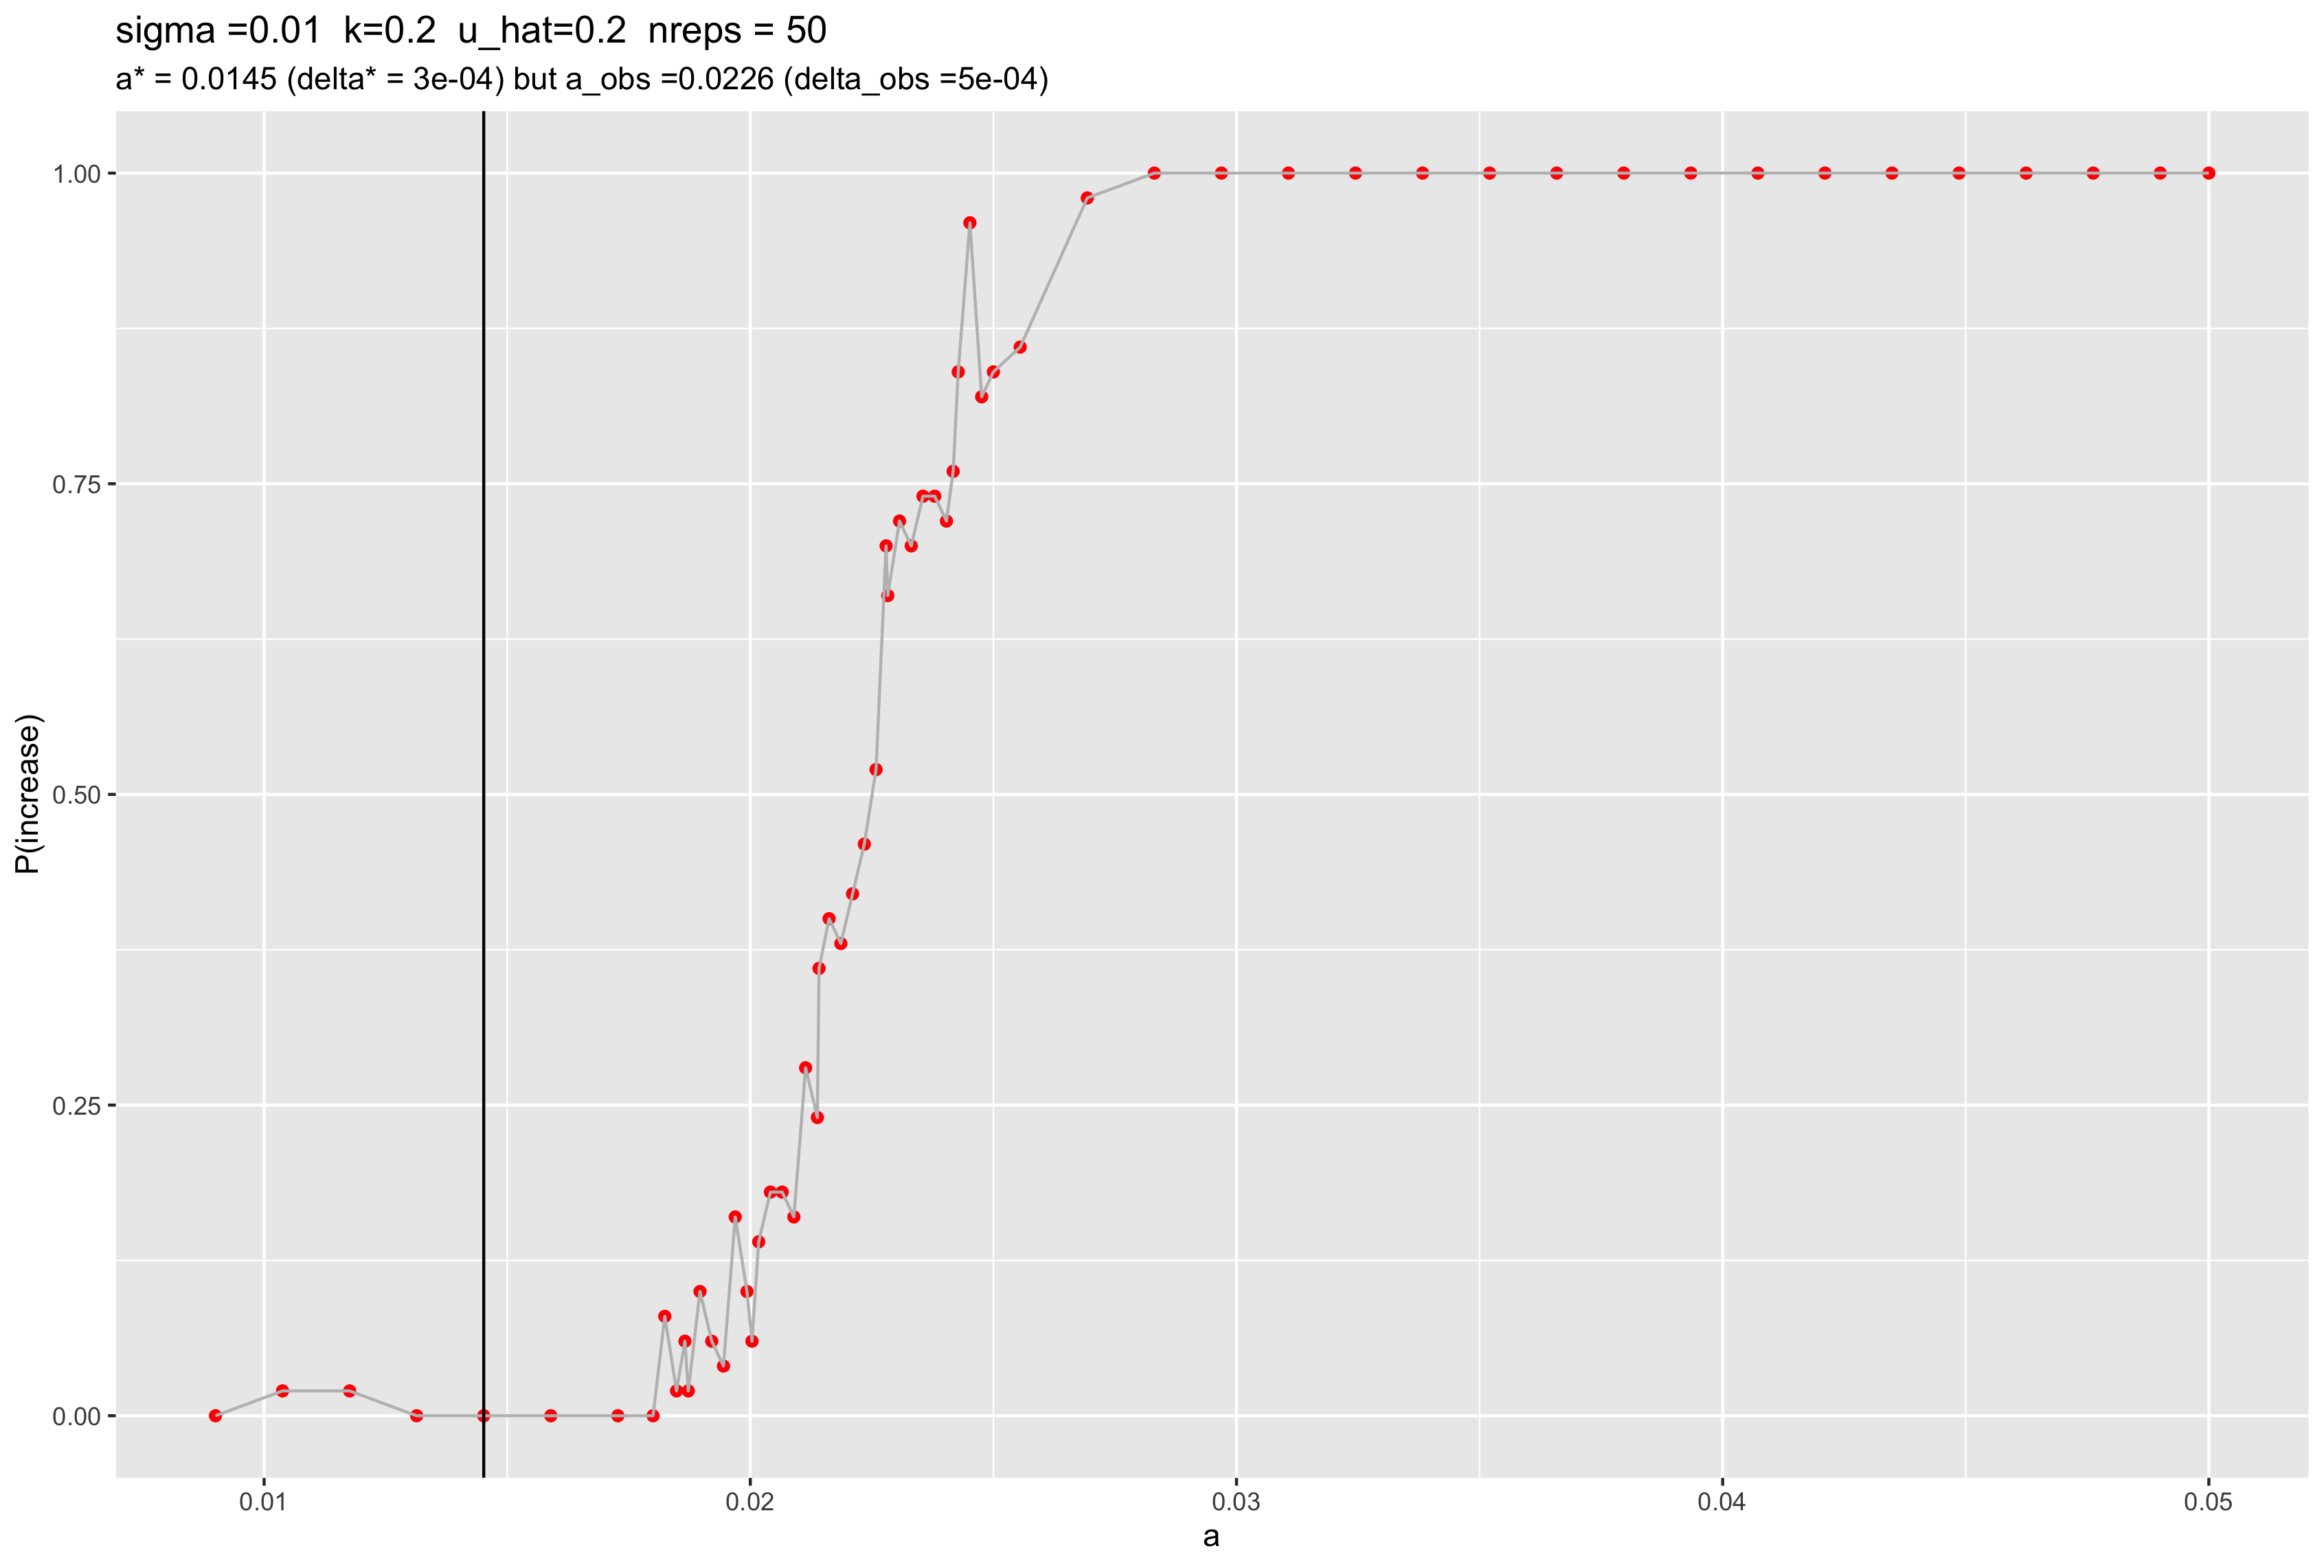 sigma =0.01  k=0.2  u_hat=0.2  nreps = 50
a* = 0.0145 (delta* = 3e-04) but a_obs =0.0226 (delta_obs =5e-04)
1.00
0.75
0.50
0.25
0.00
P(increase)
0.01 0.02 0.03 0.04 0.05
a